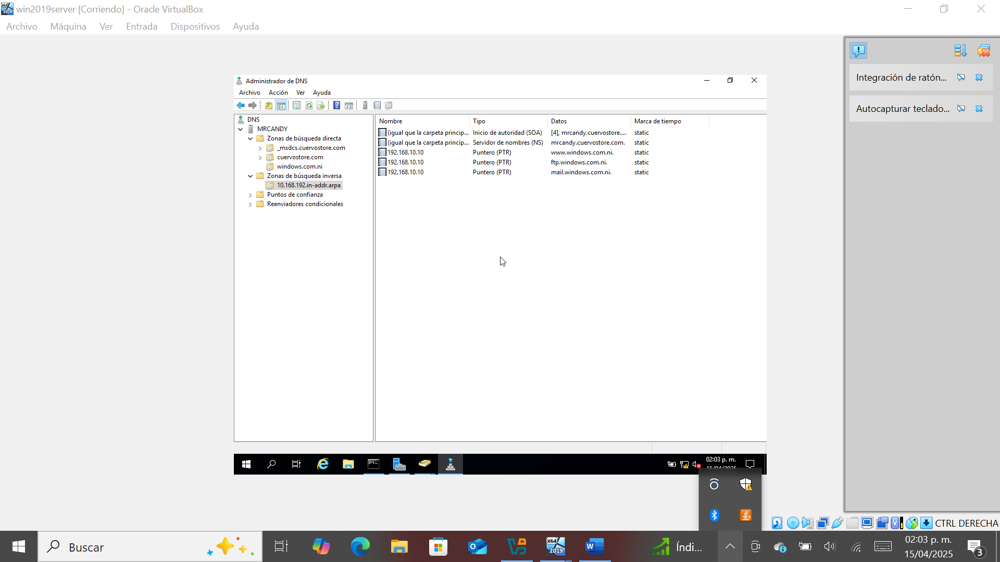 win2019server [Corriendo] - Oracle VirtualBox
Archivo Máquina Ver Entrada Dispositivos Ayuda
Integración de ratón...
Autocapturar teclado...
Administrador de DNS
Archivo Acción Ver Ayuda
DNS
MRCANDY
Zonas de búsqueda directa
_msdcs.cuervostore.com
cuervostore.com
windows.com.ni
Zonas de búsqueda inversa
10.168.192.in-addr.arpa
Puntos de confianza
Reenviadores condicionales
Nombre Tipo Datos Marca de tiempo
(igual que la carpeta princip... Inicio de autoridad (SOA) [4], mrcandy.cuervostore.... static
(igual que la carpeta princip... Servidor de nombres (NS) mrcandy.cuervostore.com. static
192.168.10.10 Puntero (PTR) www.windows.com.ni. static
192.168.10.10 Puntero (PTR) ftp.windows.com.ni. static
192.168.10.10 Puntero (PTR) mail.windows.com.ni. static
02:03 p. m.
15/04/2025
CTRL DERECHA
Buscar
x64
2019
Índi...
02:03 p. m.
15/04/2025
3